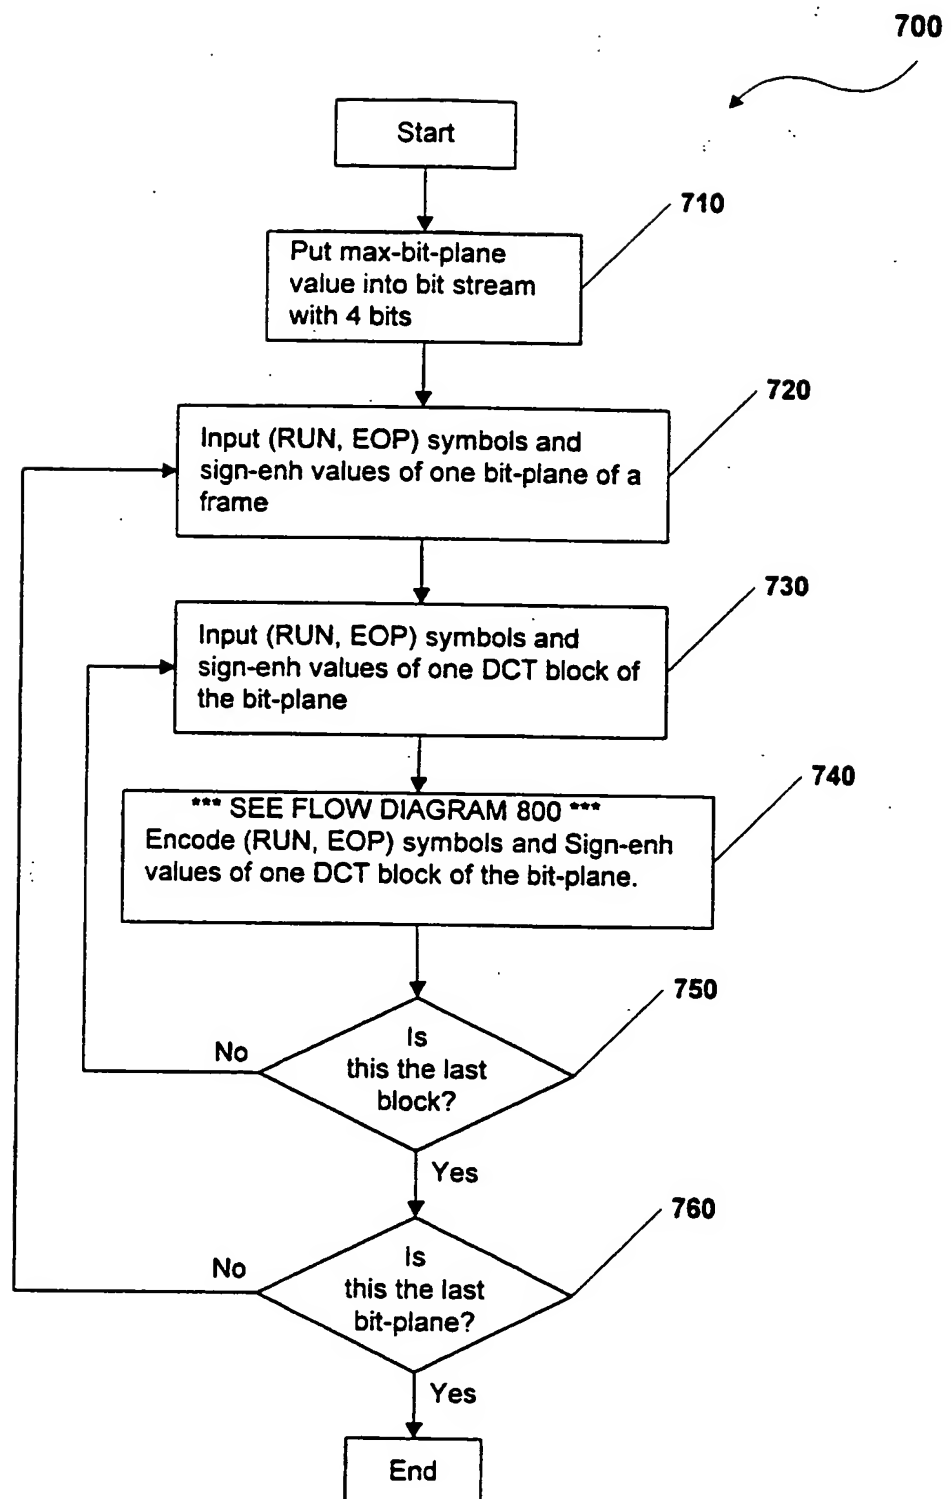 700
Start
710
Put max-bit-plane
value into bit stream
with 4 bits
720
Input (RUN, EOP) symbols and
sign-enh values of one bit-plane of a
frame
730
Input (RUN, EOP) symbols and
sign-enh values of one DCT block of
the bit-plane
740
*** SEE FLOW DIAGRAM 800 ***
Encode (RUN, EOP) symbols and Sign-enh
values of one DCT block of the bit-plane.
750
Is
this the last
block?
No
Yes
760
Is
this the last
bit-plane?
No
Yes
End